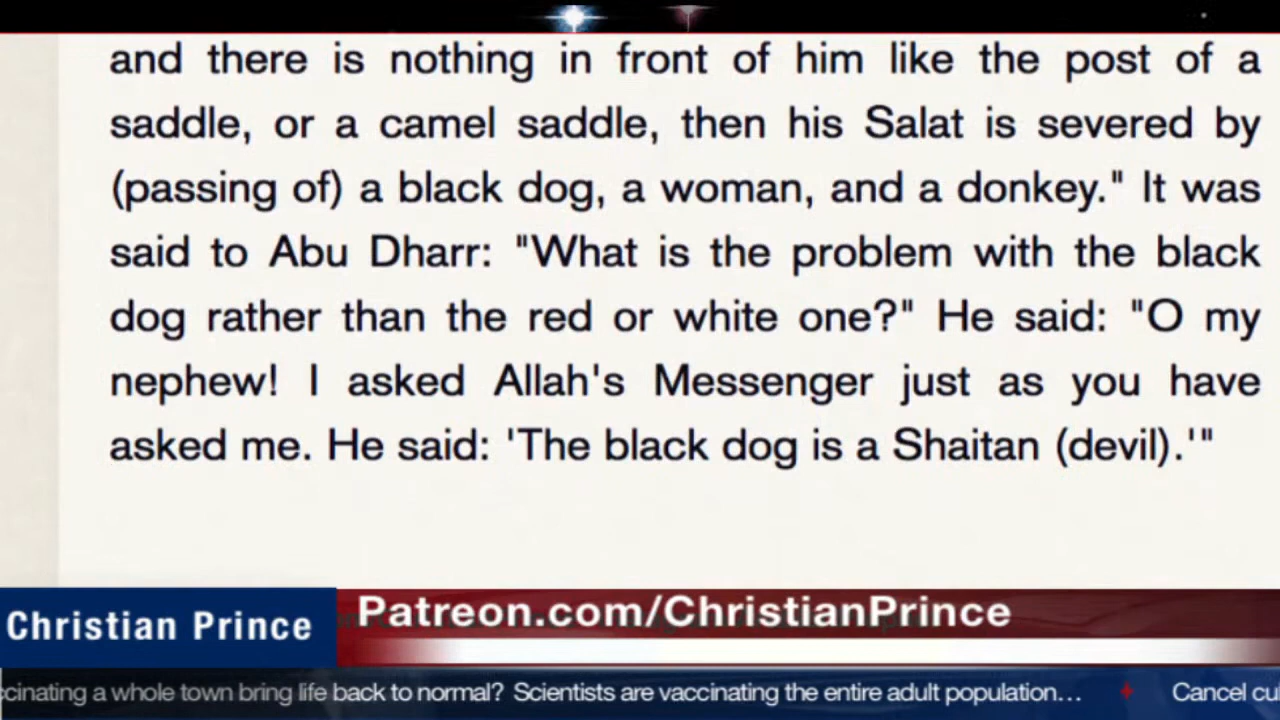 and there is nothing in front of him like the post of a
saddle, or a camel saddle, then his Salat is severed by
(passing of) a black dog, a woman, and a donkey." It was
said to Abu Dharr: "What is the problem with the black
dog rather than the red or white one?" He said: "O my
nephew! I asked Allah's Messenger just as you have
asked me. He said: 'The black dog is a Shaitan (devil).'"
Christian Prince
Patreon.com/ChristianPrince
ccinating a whole town bring life back to normal? Scientists are vaccinating the entire adult population... Cancel cu